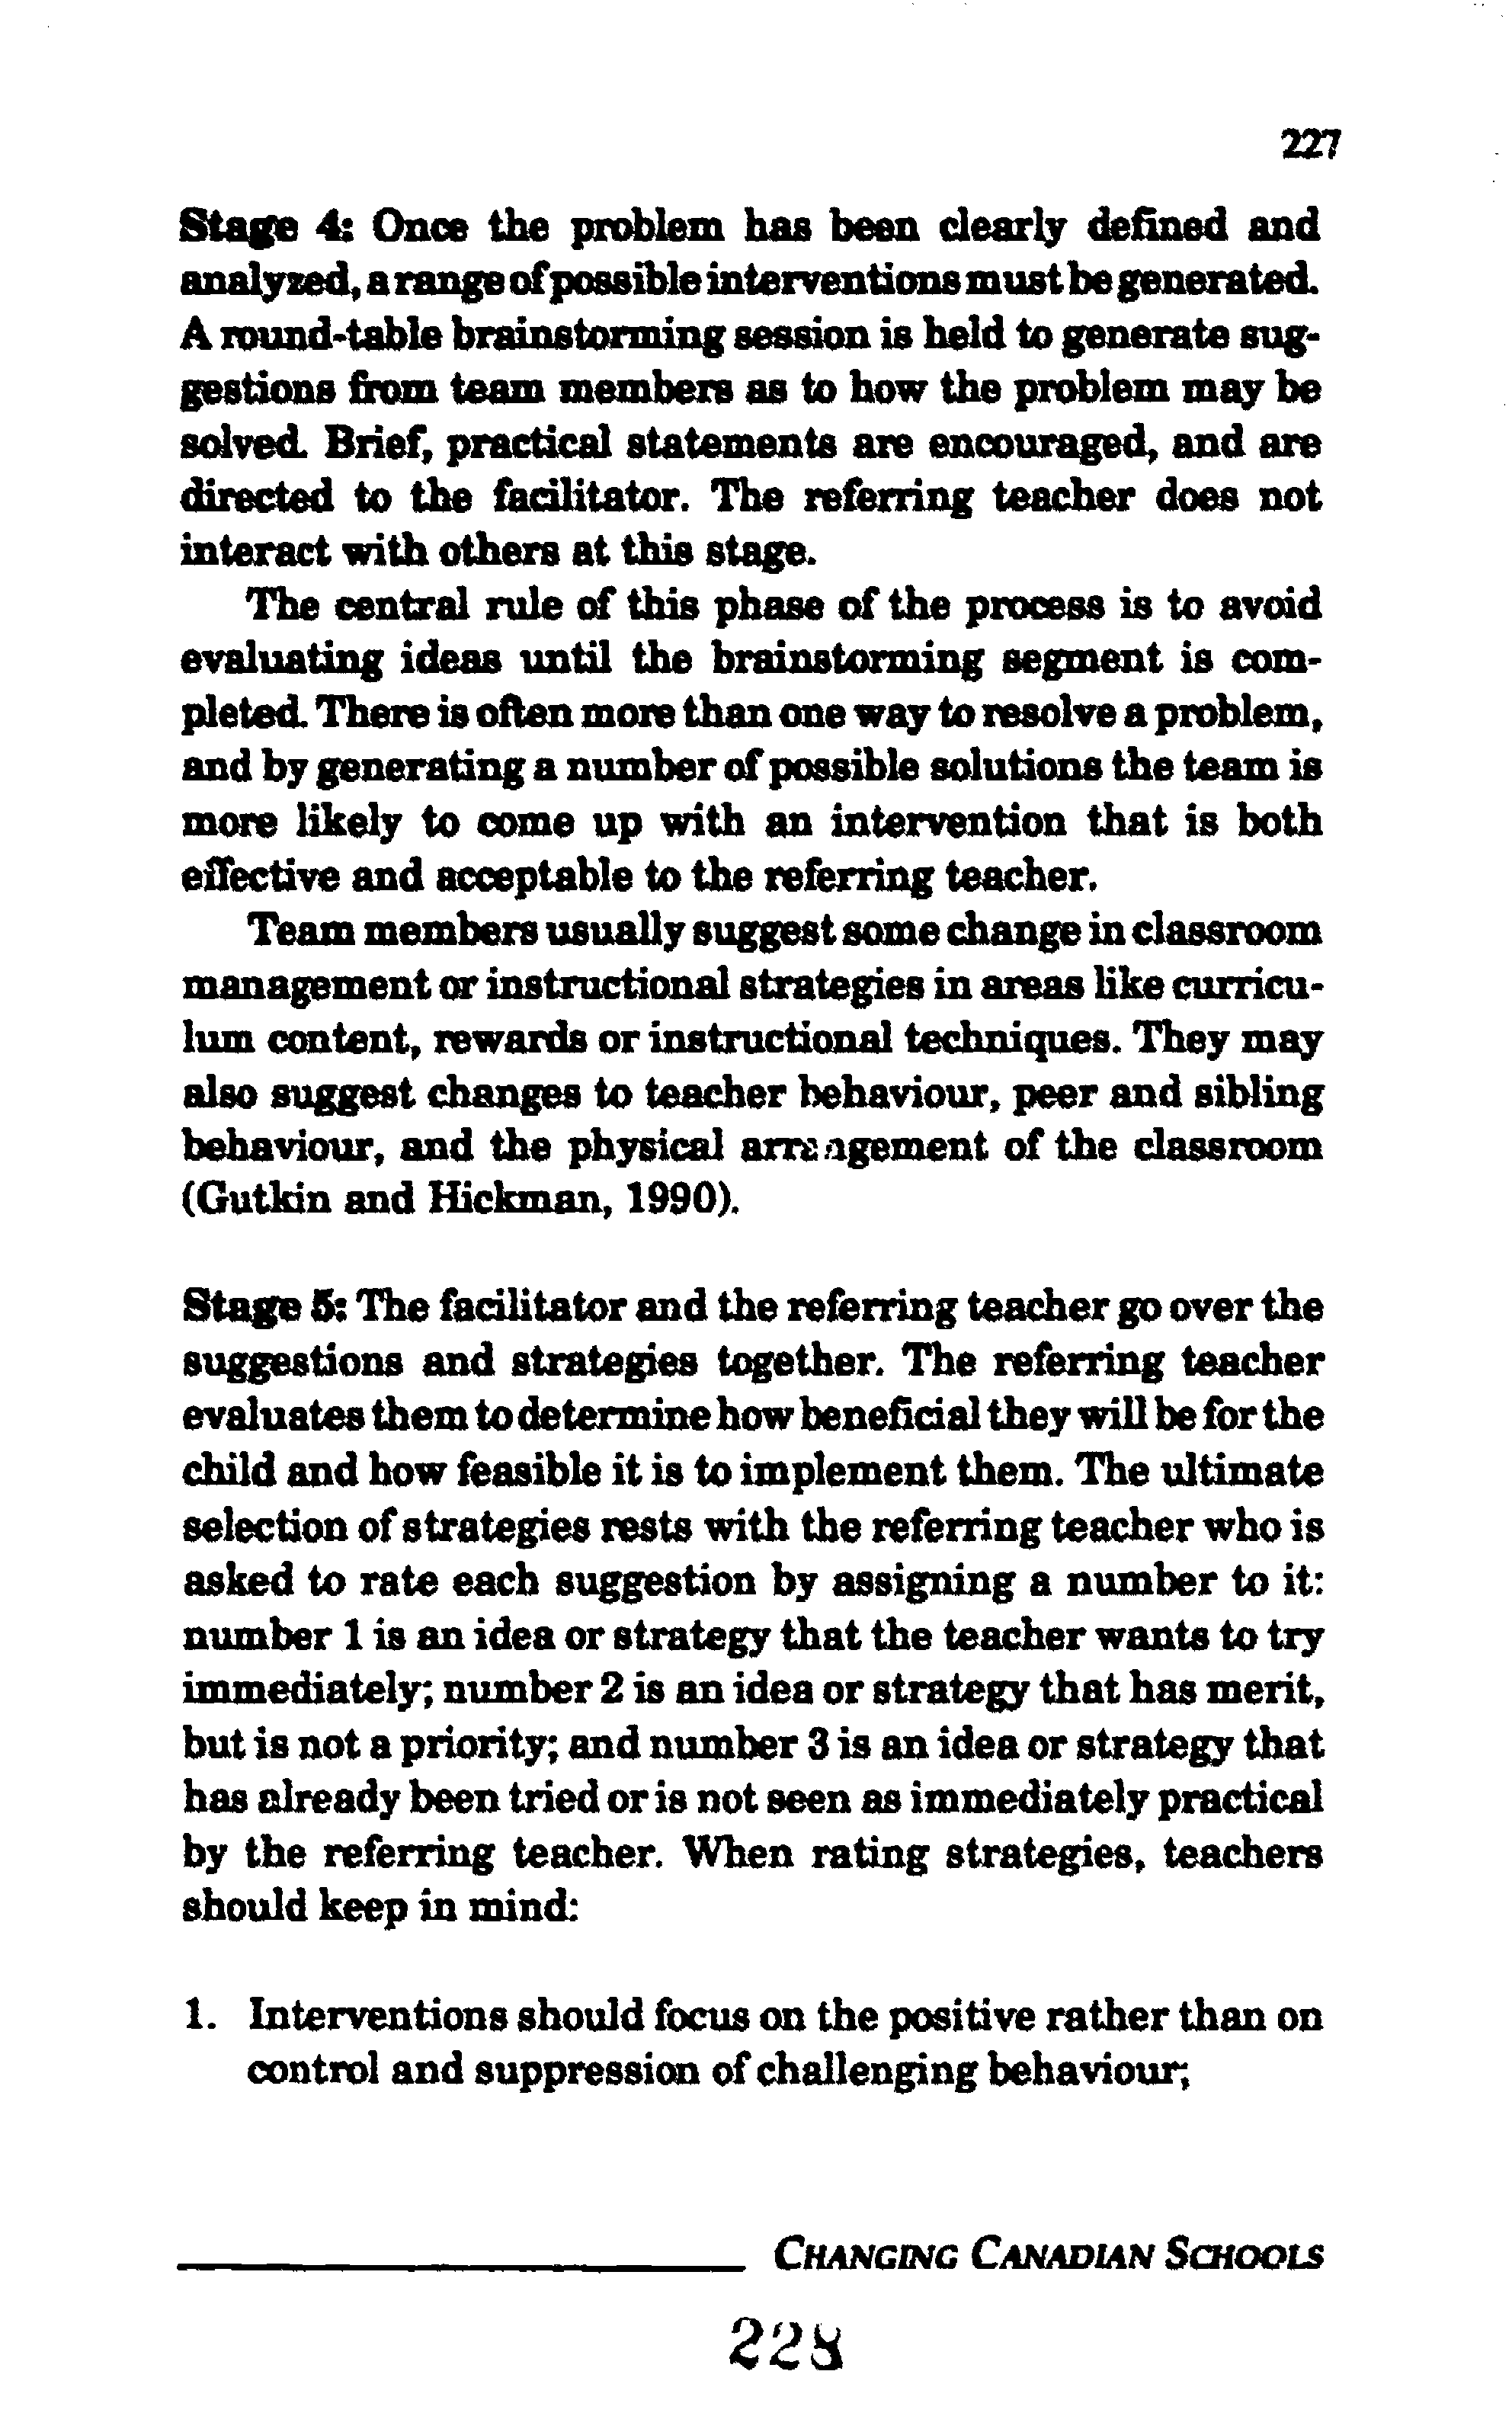 227
Stage 4: Once the problem has been clearly defined and
analyzed, a range of possible interventions must be generated.
A round-table brainstorming session is held to generate sug-
gestions from team members as to how the problem may be
solved. Brief, practical statements are encouraged, and are
directed to the facilitator. The referring teacher does not
interact with others at this stage.
The central rule of this phase of the process is to avoid
evaluating ideas until the brainstorming segment is com-
pleted. There is often more than one way to resolve a problem,
and by generating a number of possible solutions the team is
more likely to come up with an intervention that is both
effective and acceptable to the referring teacher.
Team members usually suggest some change in classroom
management or instructional strategies in areas like curricu-
lum content, rewards or instructional techniques. They may
also suggest changes to teacher behaviour, peer and sibling
behaviour, and the physical arrangement of the classroom
(Gutkin and Hickman, 1990).
Stage 5: The facilitator and the referring teacher go over the
suggestions and strategies together. The referring teacher
evaluates them to determine how beneficial they will be for the
child and how feasible it is to implement them. The ultimate
selection of strategies rests with the referring teacher who is
asked to rate each suggestion by assigning a number to it:
number 1 is an idea or strategy that the teacher wants to try
immediately; number 2 is an idea or strategy that has merit,
but is not a priority; and number 3 is an idea or strategy that
has already been tried or is not seen as immediately practical
by the referring teacher. When rating strategies, teachers
should keep in mind:
1. Interventions should focus on the positive rather than on
control and suppression of challenging behaviour;
CHANGING CANADIAN SCHOOLS
228